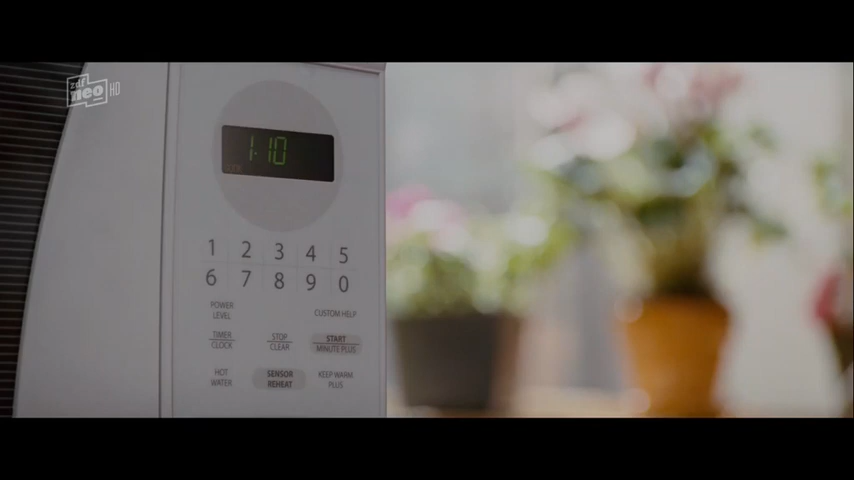 zdf neo HD
1:10
1 2 3 4 5
6 7 8 9 0
POWER LEVEL
CUSTOM HELP
TIMER CLOCK
STOP CLEAR
START MINUTE PLUS
HOT WATER
SENSOR REHEAT
KEEP WARM PLUS